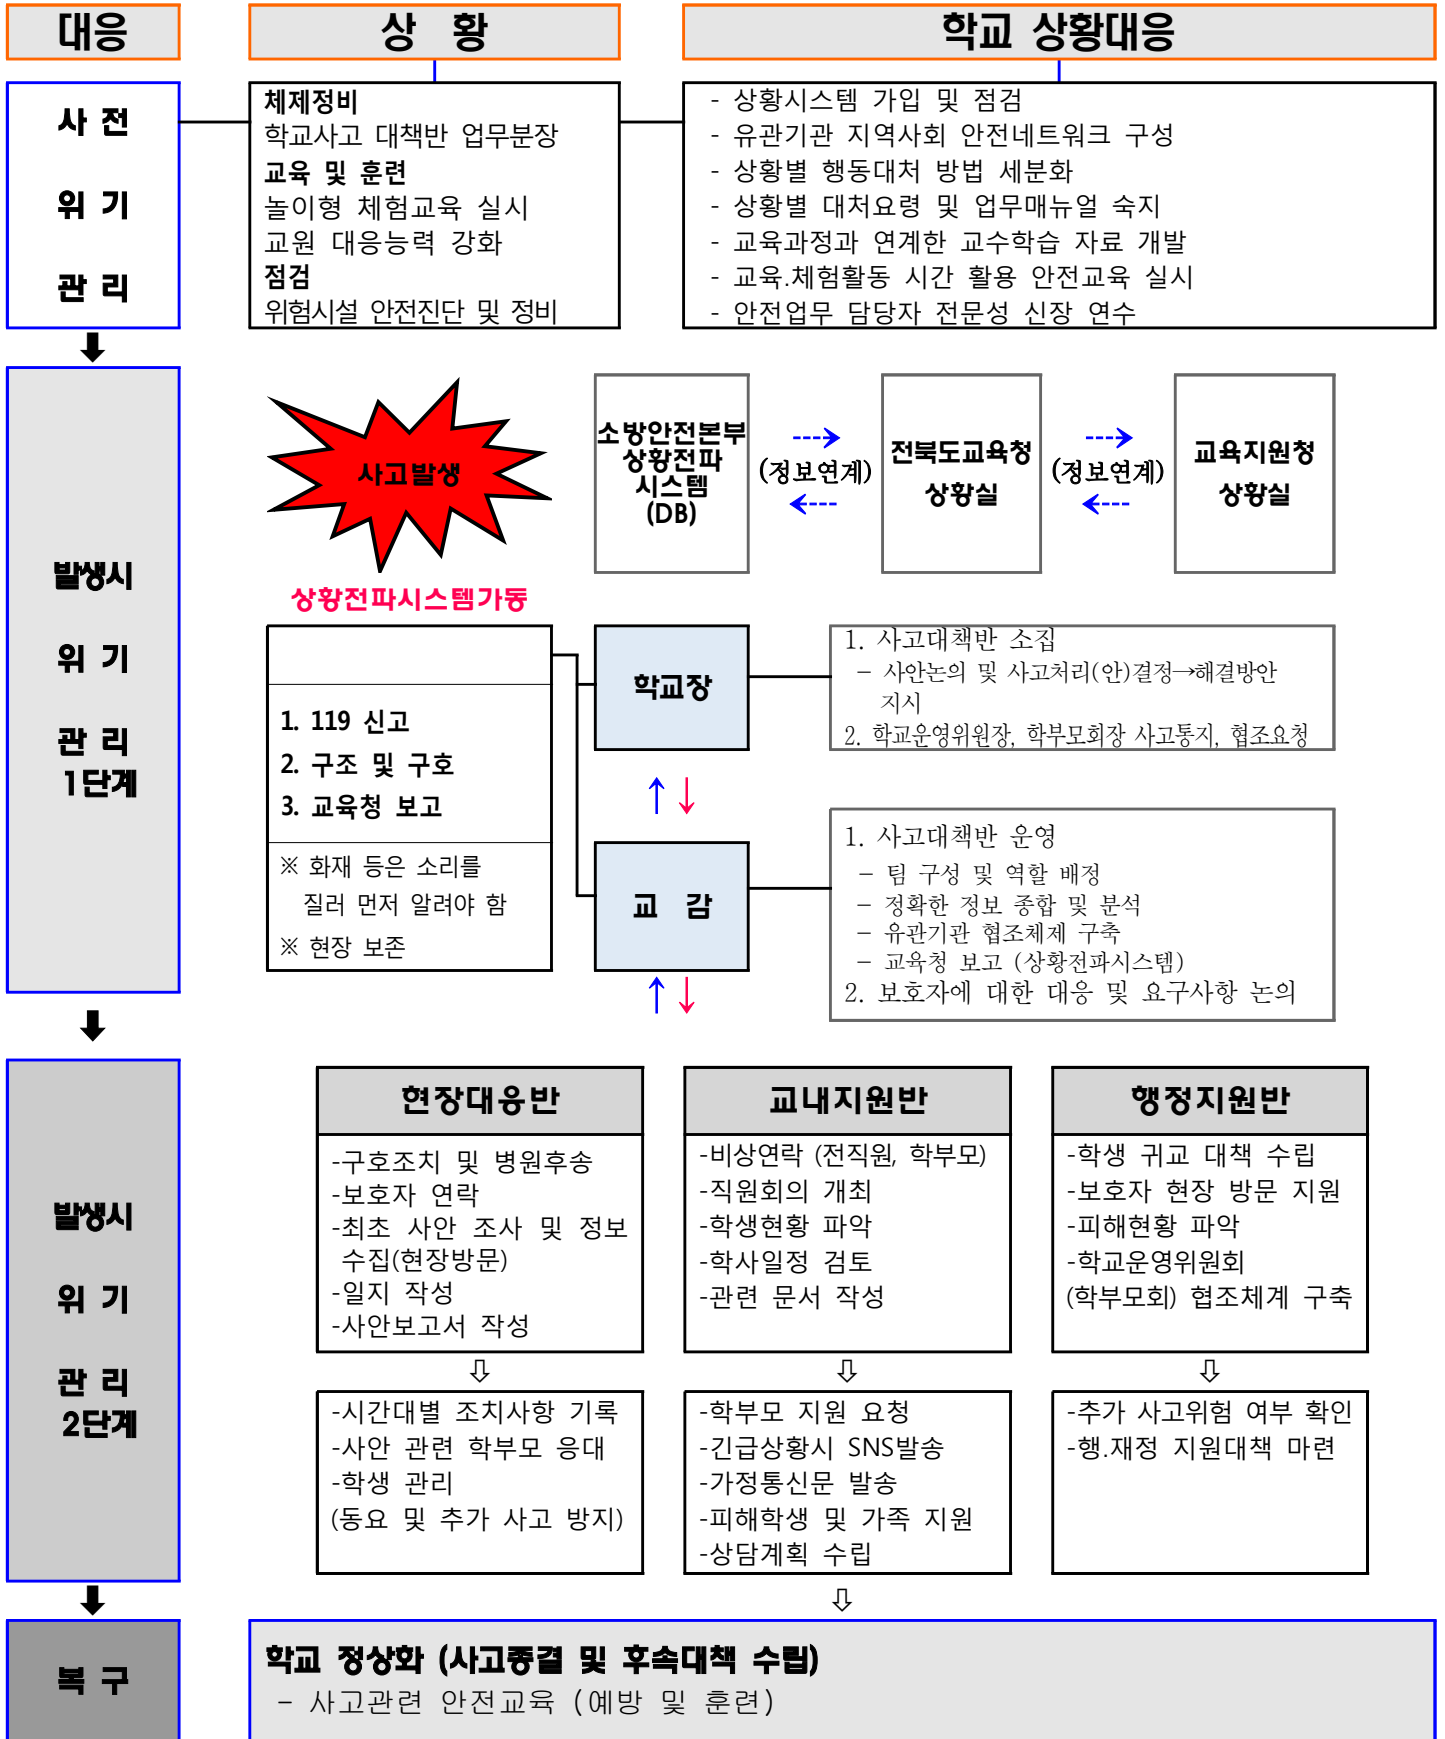 대응
상 황
학교 상황대응
사 전
위 기
관 리
체제정비
학교사고 대책반 업무분장
교육 및 훈련
놀이형 체험교육 실시
교원 대응능력 강화
점검
위험시설 안전진단 및 정비
- 상황시스템 가입 및 점검
- 유관기관 지역사회 안전네트워크 구성
- 상황별 행동대처 방법 세분화
- 상황별 대처요령 및 업무매뉴얼 숙지
- 교육과정과 연계한 교수학습 자료 개발
- 교육.체험활동 시간 활용 안전교육 실시
- 안전업무 담당자 전문성 신장 연수
발생시
위 기
관 리
1단계
사고발생
소방안전본부
상황전파
시스템
(DB)
(정보연계)
전북도교육청
상황실
(정보연계)
교육지원청
상황실
상황전파시스템가동
1. 119 신고
2. 구조 및 구호
3. 교육청 보고
※ 화재 등은 소리를
질러 먼저 알려야 함
※ 현장 보존
학교장
1. 사고대책반 소집
- 사안논의 및 사고처리(안)결정→해결방안
지시
2. 학교운영위원장, 학부모회장 사고통지, 협조요청
교 감
1. 사고대책반 운영
- 팀 구성 및 역할 배정
- 정확한 정보 종합 및 분석
- 유관기관 협조체제 구축
- 교육청 보고 (상황전파시스템)
2. 보호자에 대한 대응 및 요구사항 논의
발생시
위 기
관 리
2단계
현장대응반
-구호조치 및 병원후송
-보호자 연락
-최초 사안 조사 및 정보
수집(현장방문)
-일지 작성
-사안보고서 작성
-시간대별 조치사항 기록
-사안 관련 학부모 응대
-학생 관리
(동요 및 추가 사고 방지)
교내지원반
-비상연락 (전직원, 학부모)
-직원회의 개최
-학생현황 파악
-학사일정 검토
-관련 문서 작성
-학부모 지원 요청
-긴급상황시 SNS발송
-가정통신문 발송
-피해학생 및 가족 지원
-상담계획 수립
행정지원반
-학생 귀교 대책 수립
-보호자 현장 방문 지원
-피해현황 파악
-학교운영위원회
(학부모회) 협조체계 구축
-추가 사고위험 여부 확인
-행.재정 지원대책 마련
복 구
학교 정상화 (사고종결 및 후속대책 수립)
- 사고관련 안전교육 (예방 및 훈련)